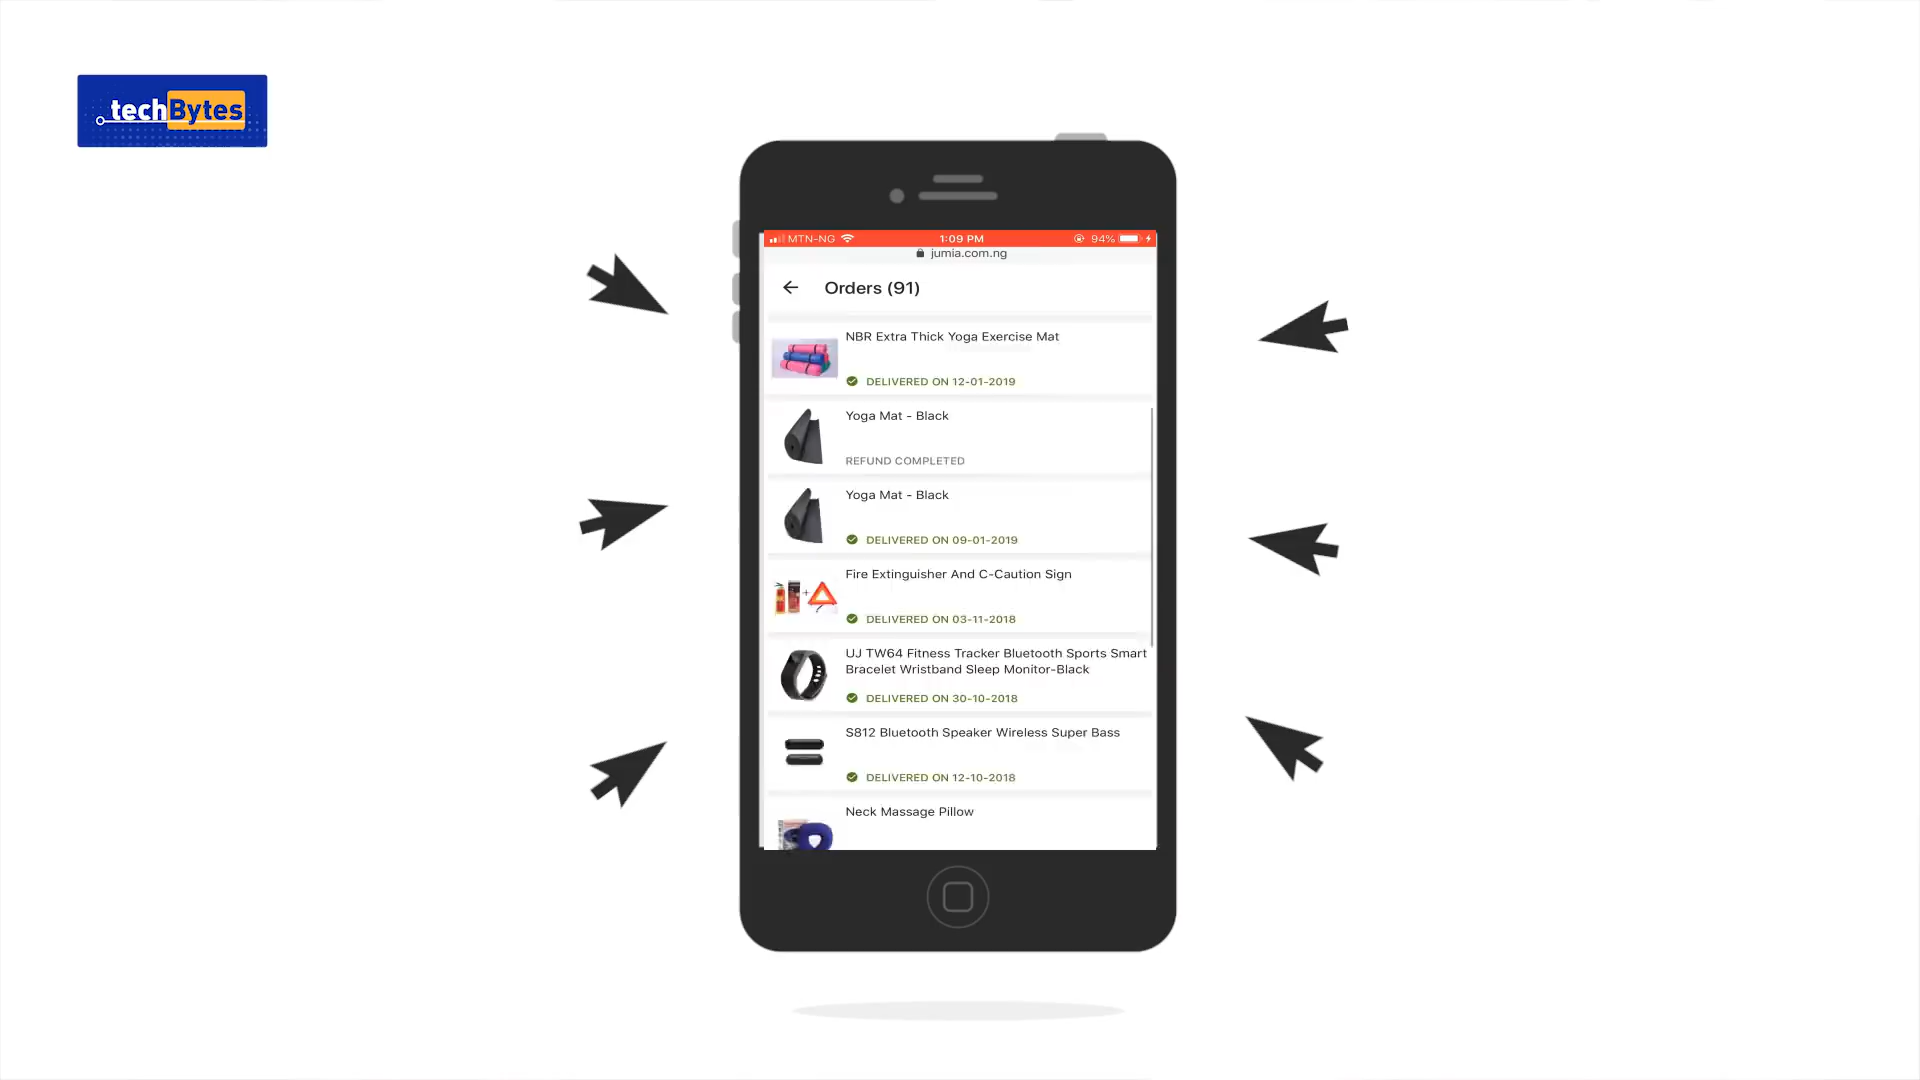 techBytes
MTN-NG
1:09 PM
94%
jumia.com.ng
Orders (91)
NBR Extra Thick Yoga Exercise Mat
DELIVERED ON 12-01-2019
Yoga Mat - Black
REFUND COMPLETED
Yoga Mat - Black
DELIVERED ON 09-01-2019
Fire Extinguisher And C-Caution Sign
DELIVERED ON 03-11-2018
UJ TW64 Fitness Tracker Bluetooth Sports Smart
Bracelet Wristband Sleep Monitor-Black
DELIVERED ON 30-10-2018
S812 Bluetooth Speaker Wireless Super Bass
DELIVERED ON 12-10-2018
Neck Massage Pillow